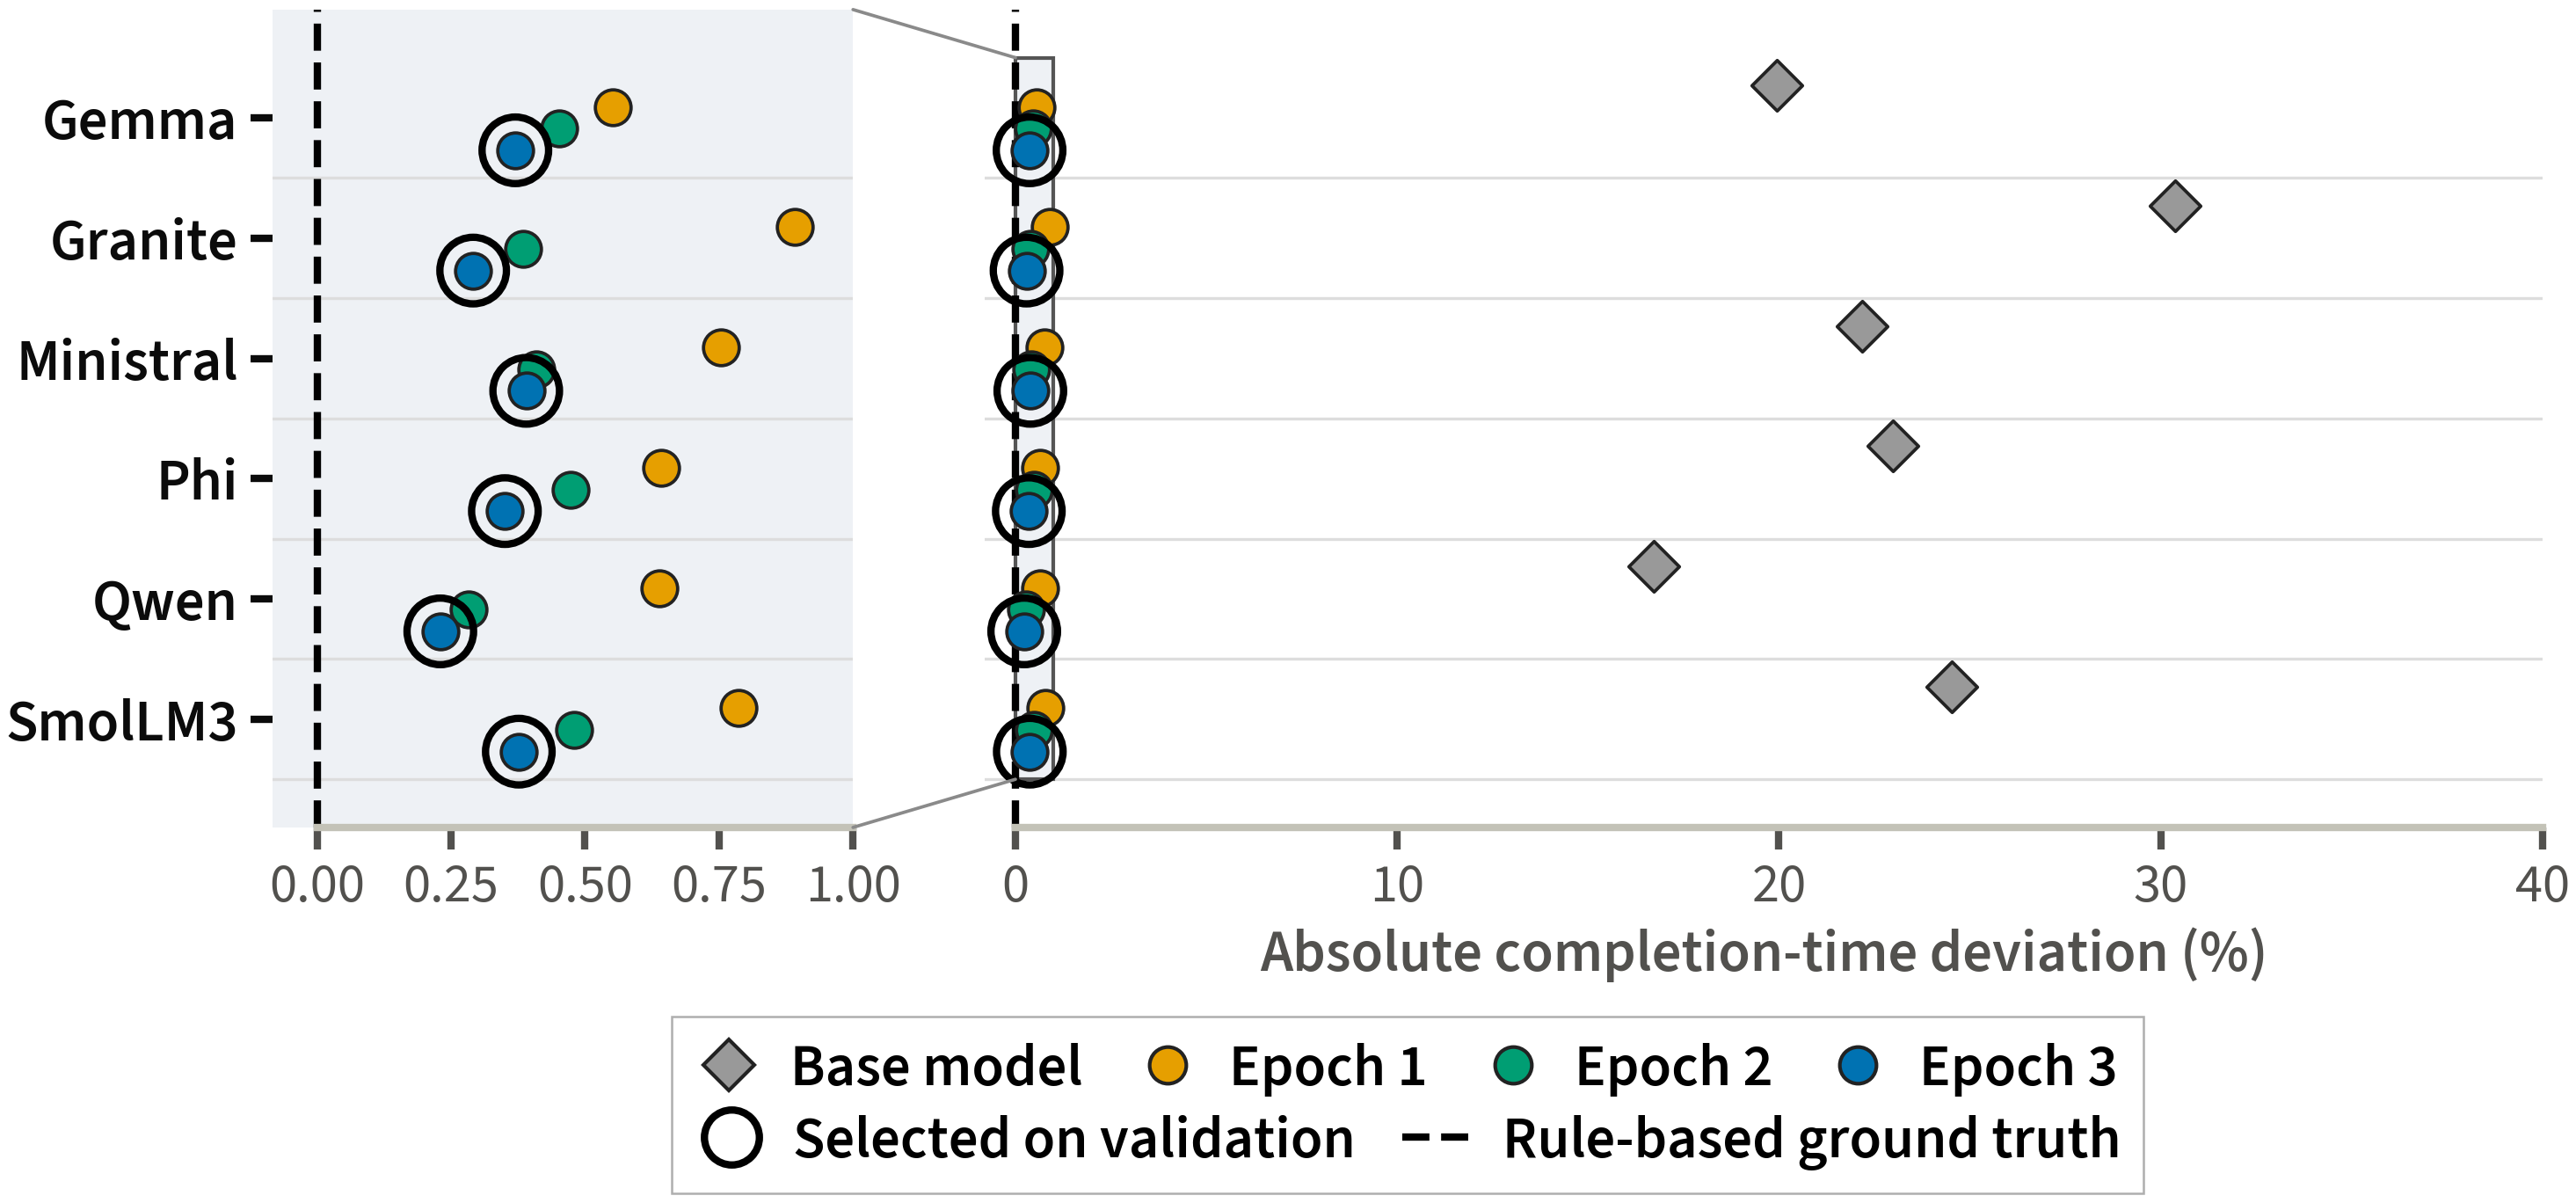 Gemma
Granite
Ministral
Phi
Qwen
SmolLM3
0.00 0.25 0.50 0.75 1.00 0 10 20 30 40
Absolute completion-time deviation (%)
Base model Epoch 1 Epoch 2 Epoch 3
Selected on validation Rule-based ground truth